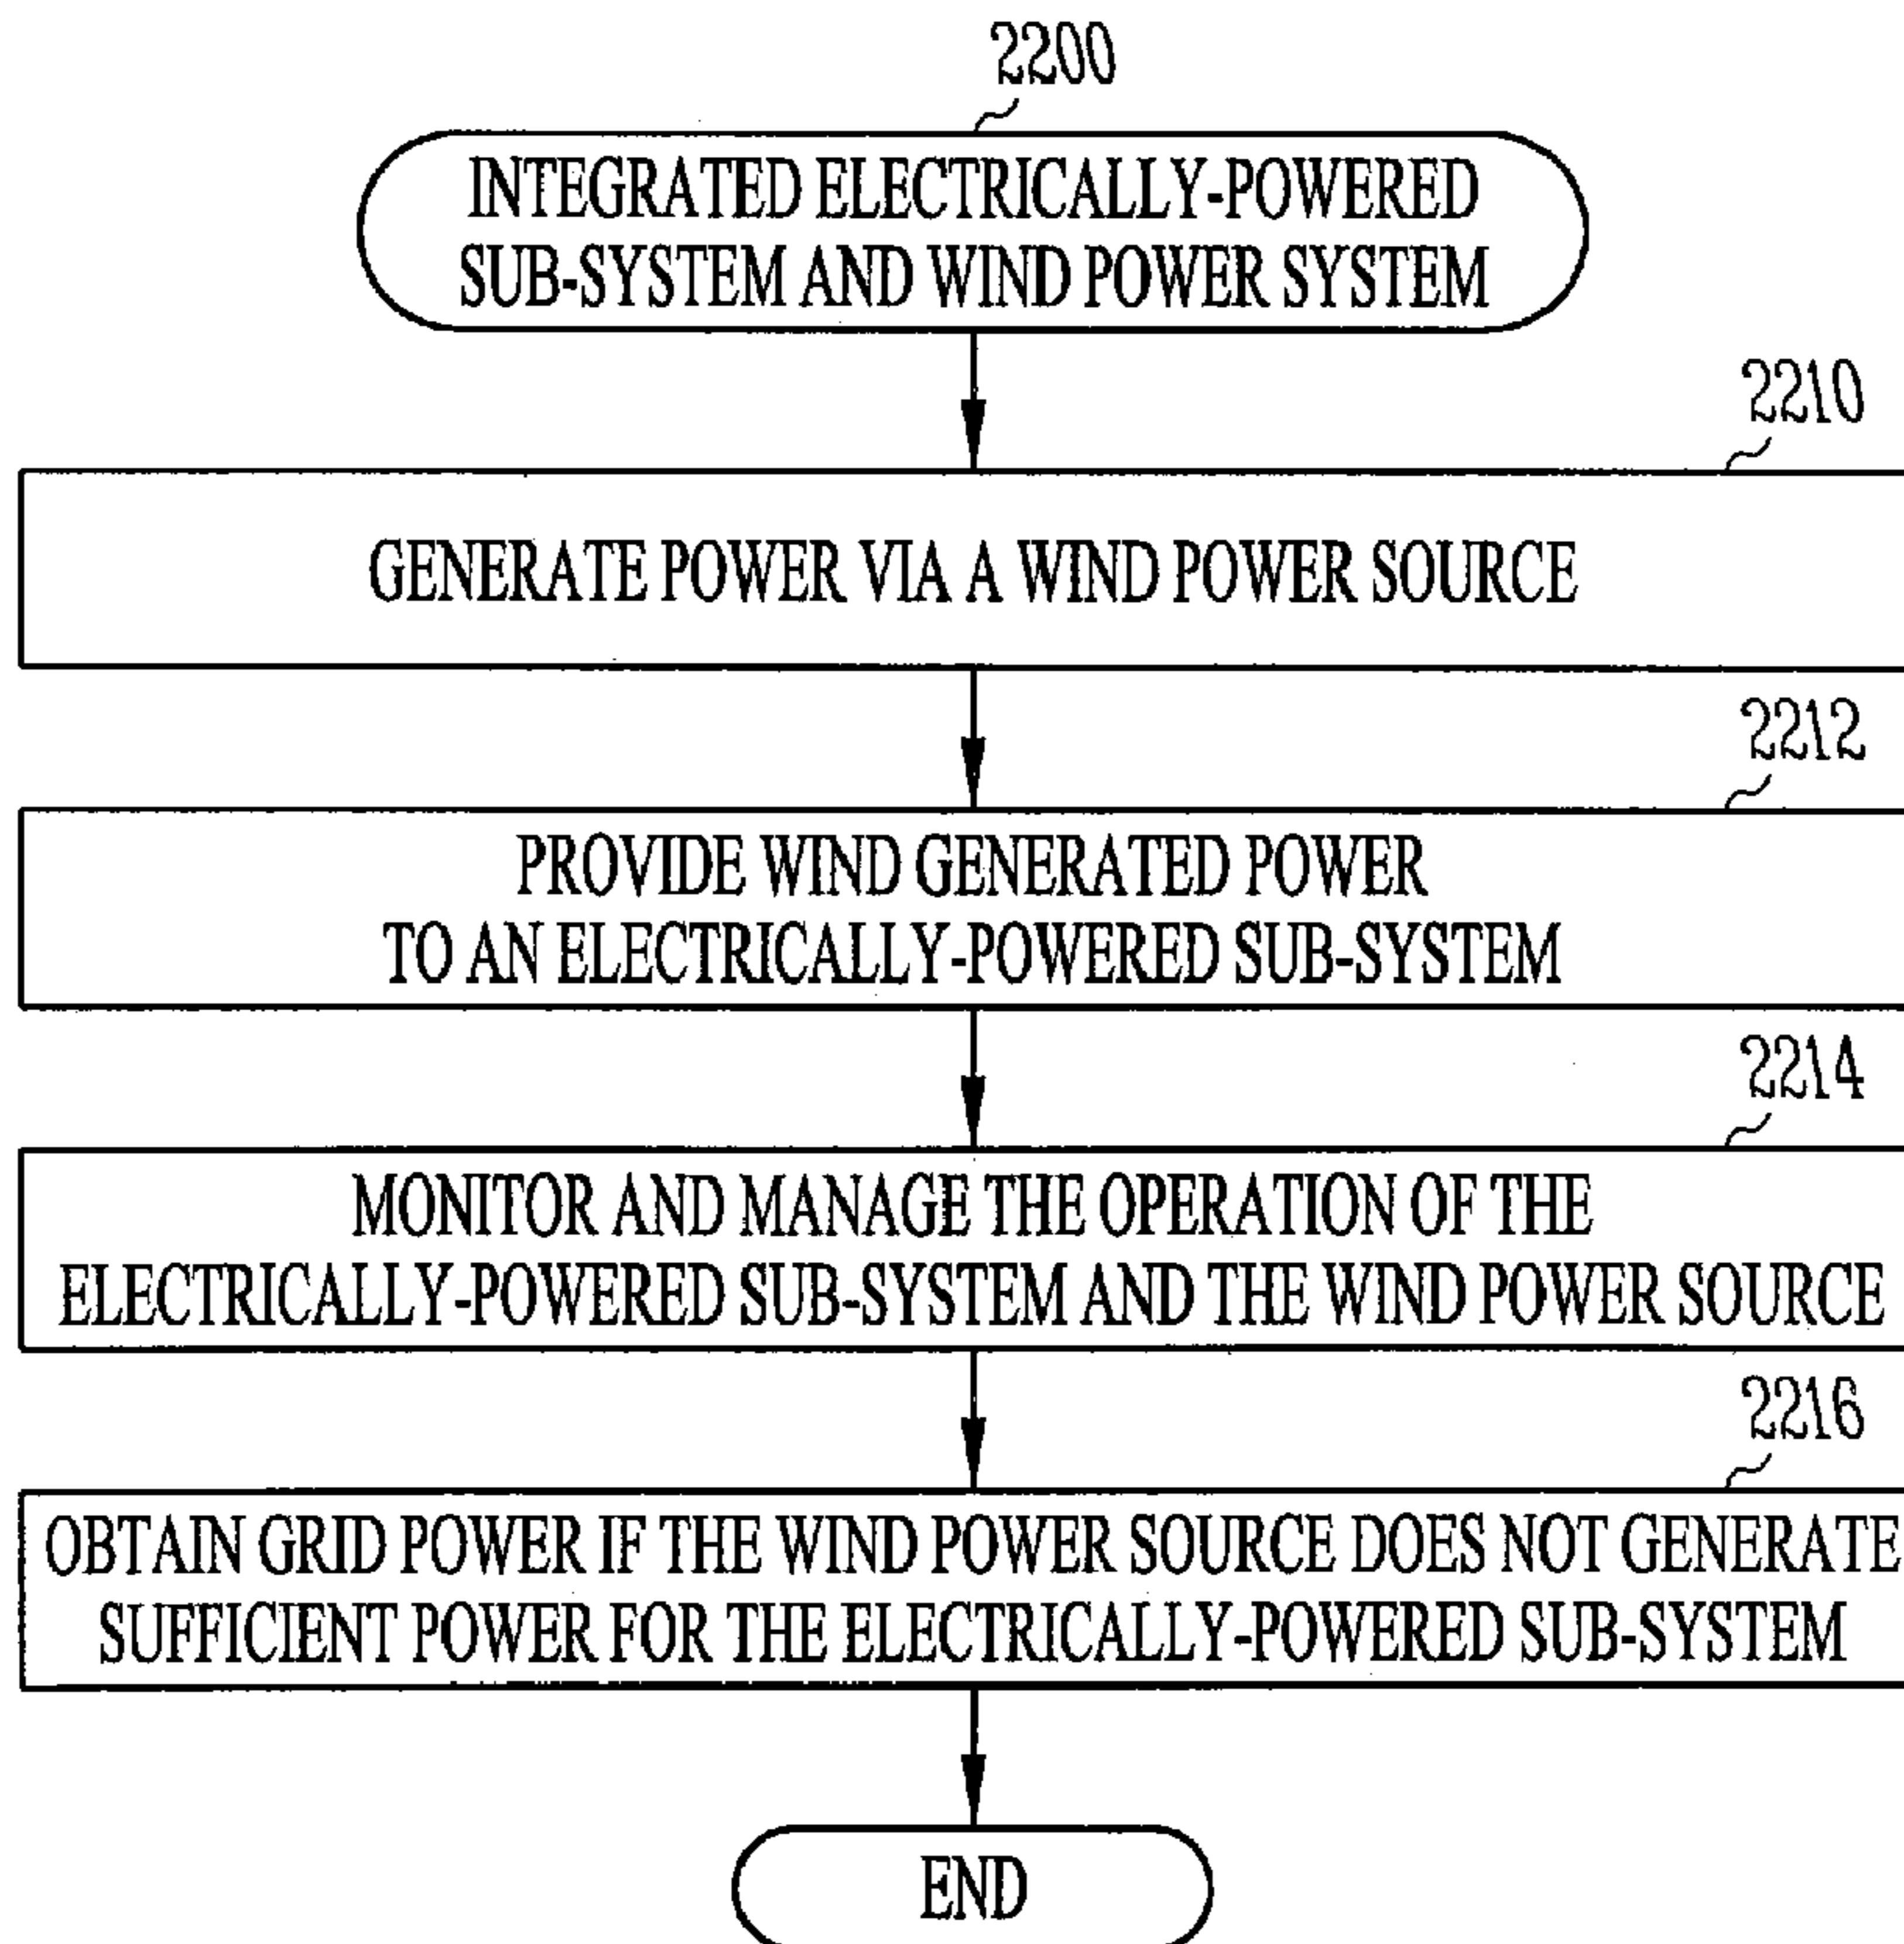 2200
INTEGRATED ELECTRICALLY-POWERED
SUB-SYSTEM AND WIND POWER SYSTEM
2210
GENERATE POWER VIA A WIND POWER SOURCE
2212
PROVIDE WIND GENERATED POWER
TO AN ELECTRICALLY-POWERED SUB-SYSTEM
2214
MONITOR AND MANAGE THE OPERATION OF THE
ELECTRICALLY-POWERED SUB-SYSTEM AND THE WIND POWER SOURCE
2216
OBTAIN GRID POWER IF THE WIND POWER SOURCE DOES NOT GENERATE
SUFFICIENT POWER FOR THE ELECTRICALLY-POWERED SUB-SYSTEM
END